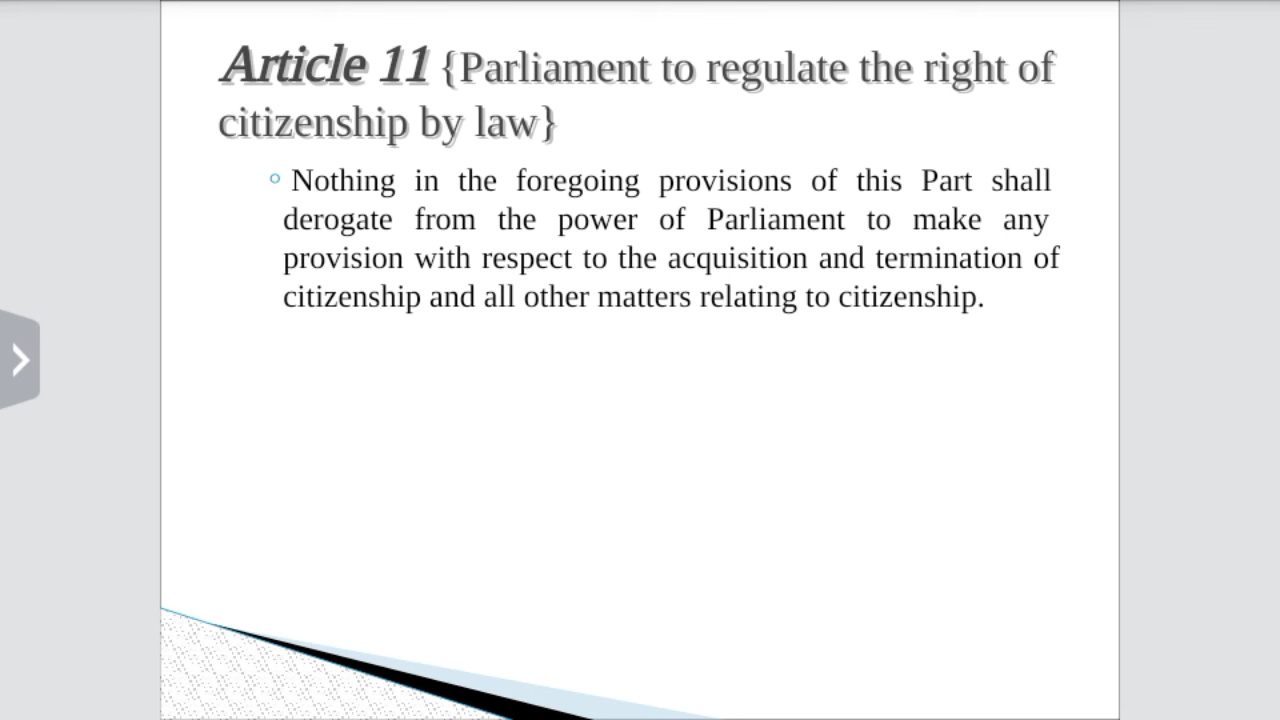 Article 11 {Parliament to regulate the right of
citizenship by law}
Nothing in the foregoing provisions of this Part shall
derogate from the power of Parliament to make any
provision with respect to the acquisition and termination of
citizenship and all other matters relating to citizenship.